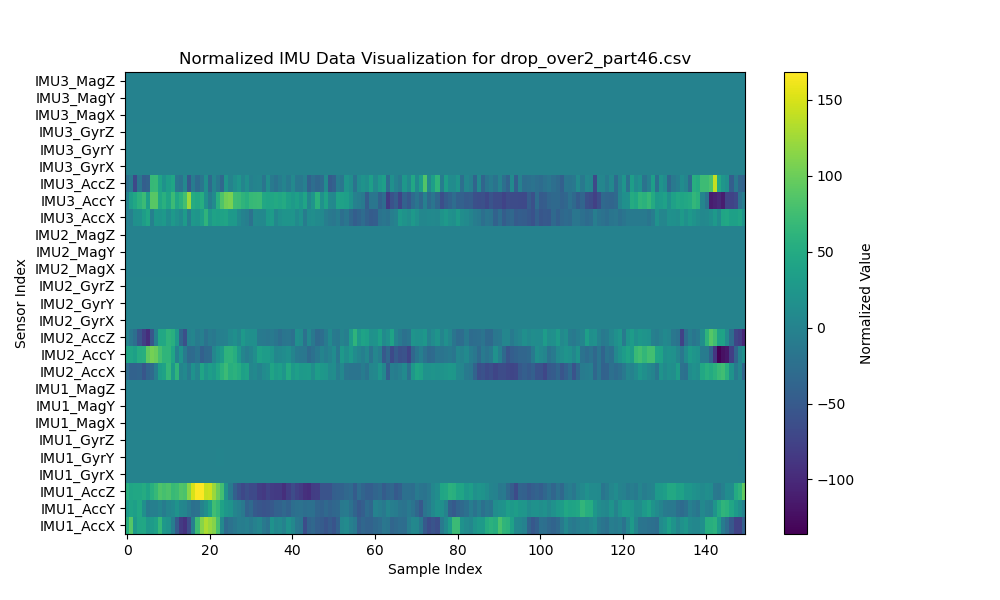 Normalized IMU Data Visualization for drop_over2_part46.csv
Sensor Index
IMU3_MagZ
IMU3_MagY
IMU3_MagX
IMU3_GyrZ
IMU3_GyrY
IMU3_GyrX
IMU3_AccZ
IMU3_AccY
IMU3_AccX
IMU2_MagZ
IMU2_MagY
IMU2_MagX
IMU2_GyrZ
IMU2_GyrY
IMU2_GyrX
IMU2_AccZ
IMU2_AccY
IMU2_AccX
IMU1_MagZ
IMU1_MagY
IMU1_MagX
IMU1_GyrZ
IMU1_GyrY
IMU1_GyrX
IMU1_AccZ
IMU1_AccY
IMU1_AccX
0 20 40 60 80 100 120 140
Sample Index
150
100
50
0
−50
−100
Normalized Value